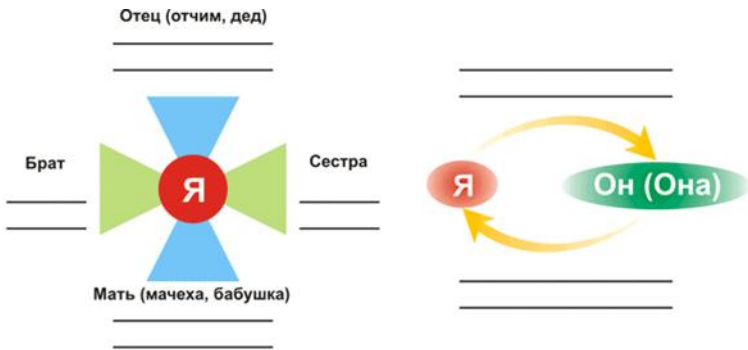 Отец (отчим, дед)
Брат
Я
Сестра
Мать (мачеха, бабушка)
Я
Он (Она)